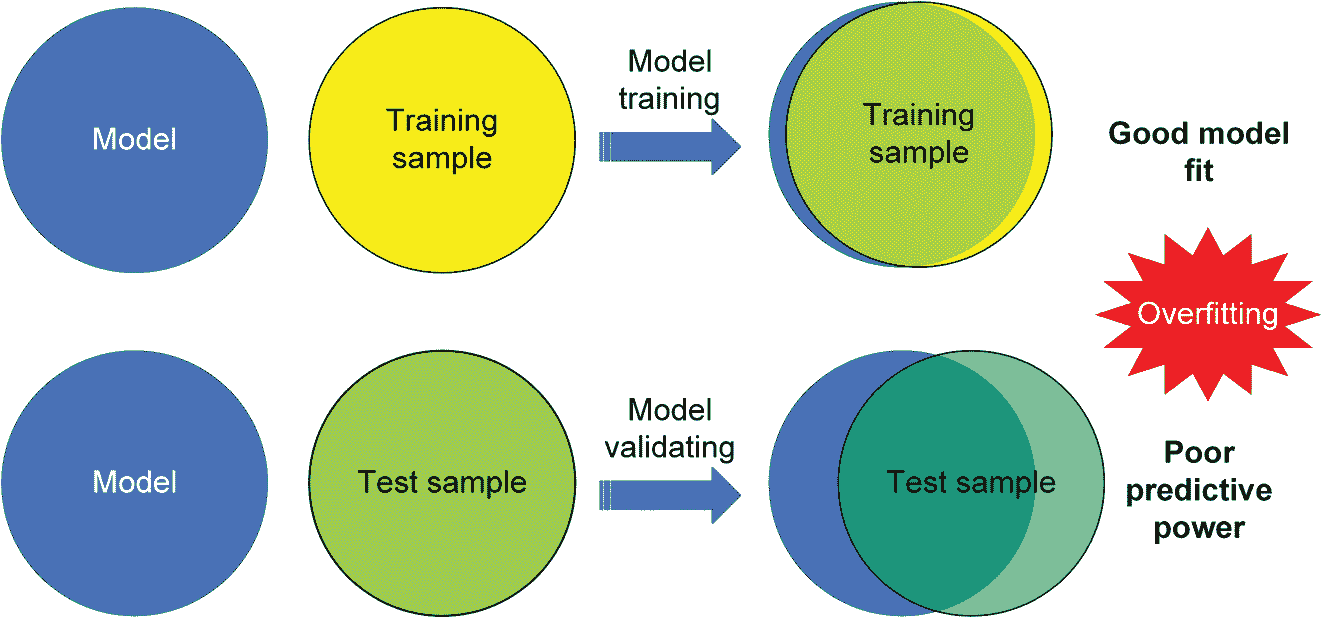 Model
Training
sample
Model
training
Training
sample
Good model
fit
Overfitting
Model
Test sample
Model
validating
Test sample
Poor
predictive
power